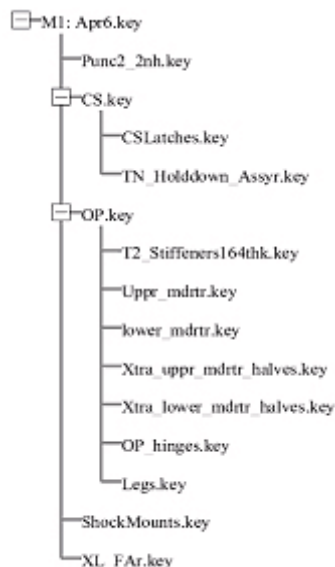 M1: Apr6.key
Punc2_2nh.key
CS.key
CSLatches.key
TN_Holddown_Assyr.key
OP.key
T2_Stiffeners164thk.key
Uppr_mdrtr.key
lower_mdrtr.key
Xtra_uppr_mdrtr_halves.key
Xtra_lower_mdrtr_halves.key
OP_hinges.key
Legs.key
ShockMounts.key
XL_FAr.key